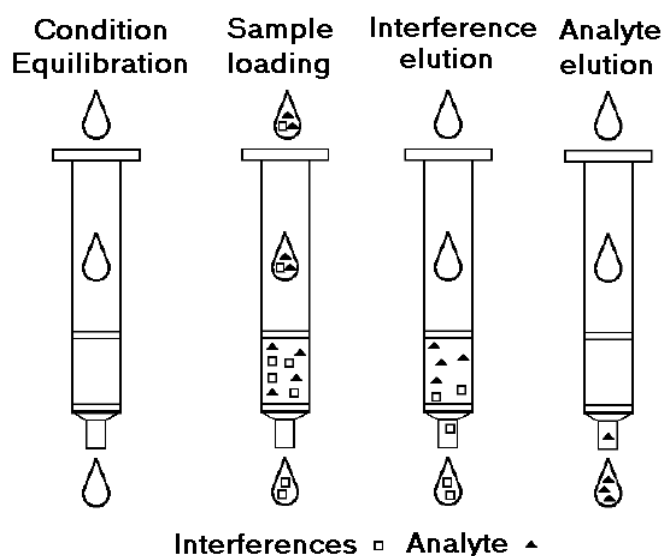 Condition
Equilibration
Sample
loading
Interference
elution
Analyte
elution
Interferences
Analyte